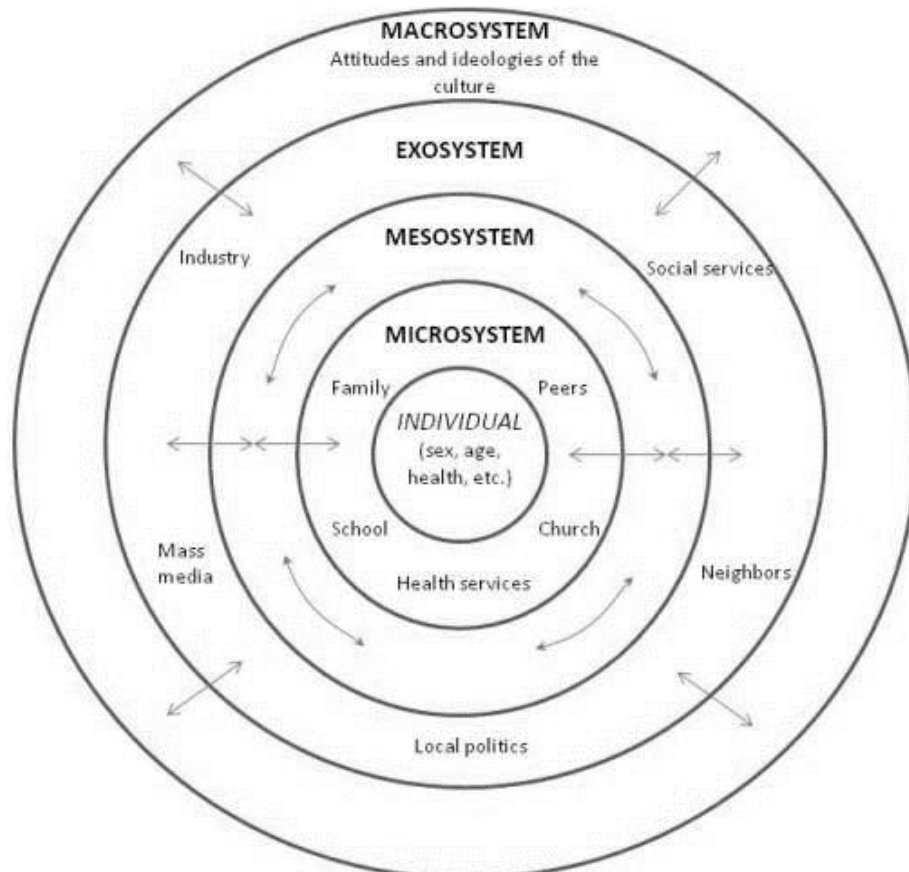 MACROSYSTEM
Attitudes and ideologies of the
culture
EXOSYSTEM
MESOSYSTEM
Industry
Social services
MICROSYSTEM
Family
Peers
INDIVIDUAL
(sex, age,
health, etc.)
School
Church
Mass
media
Health services
Neighbors
Local politics